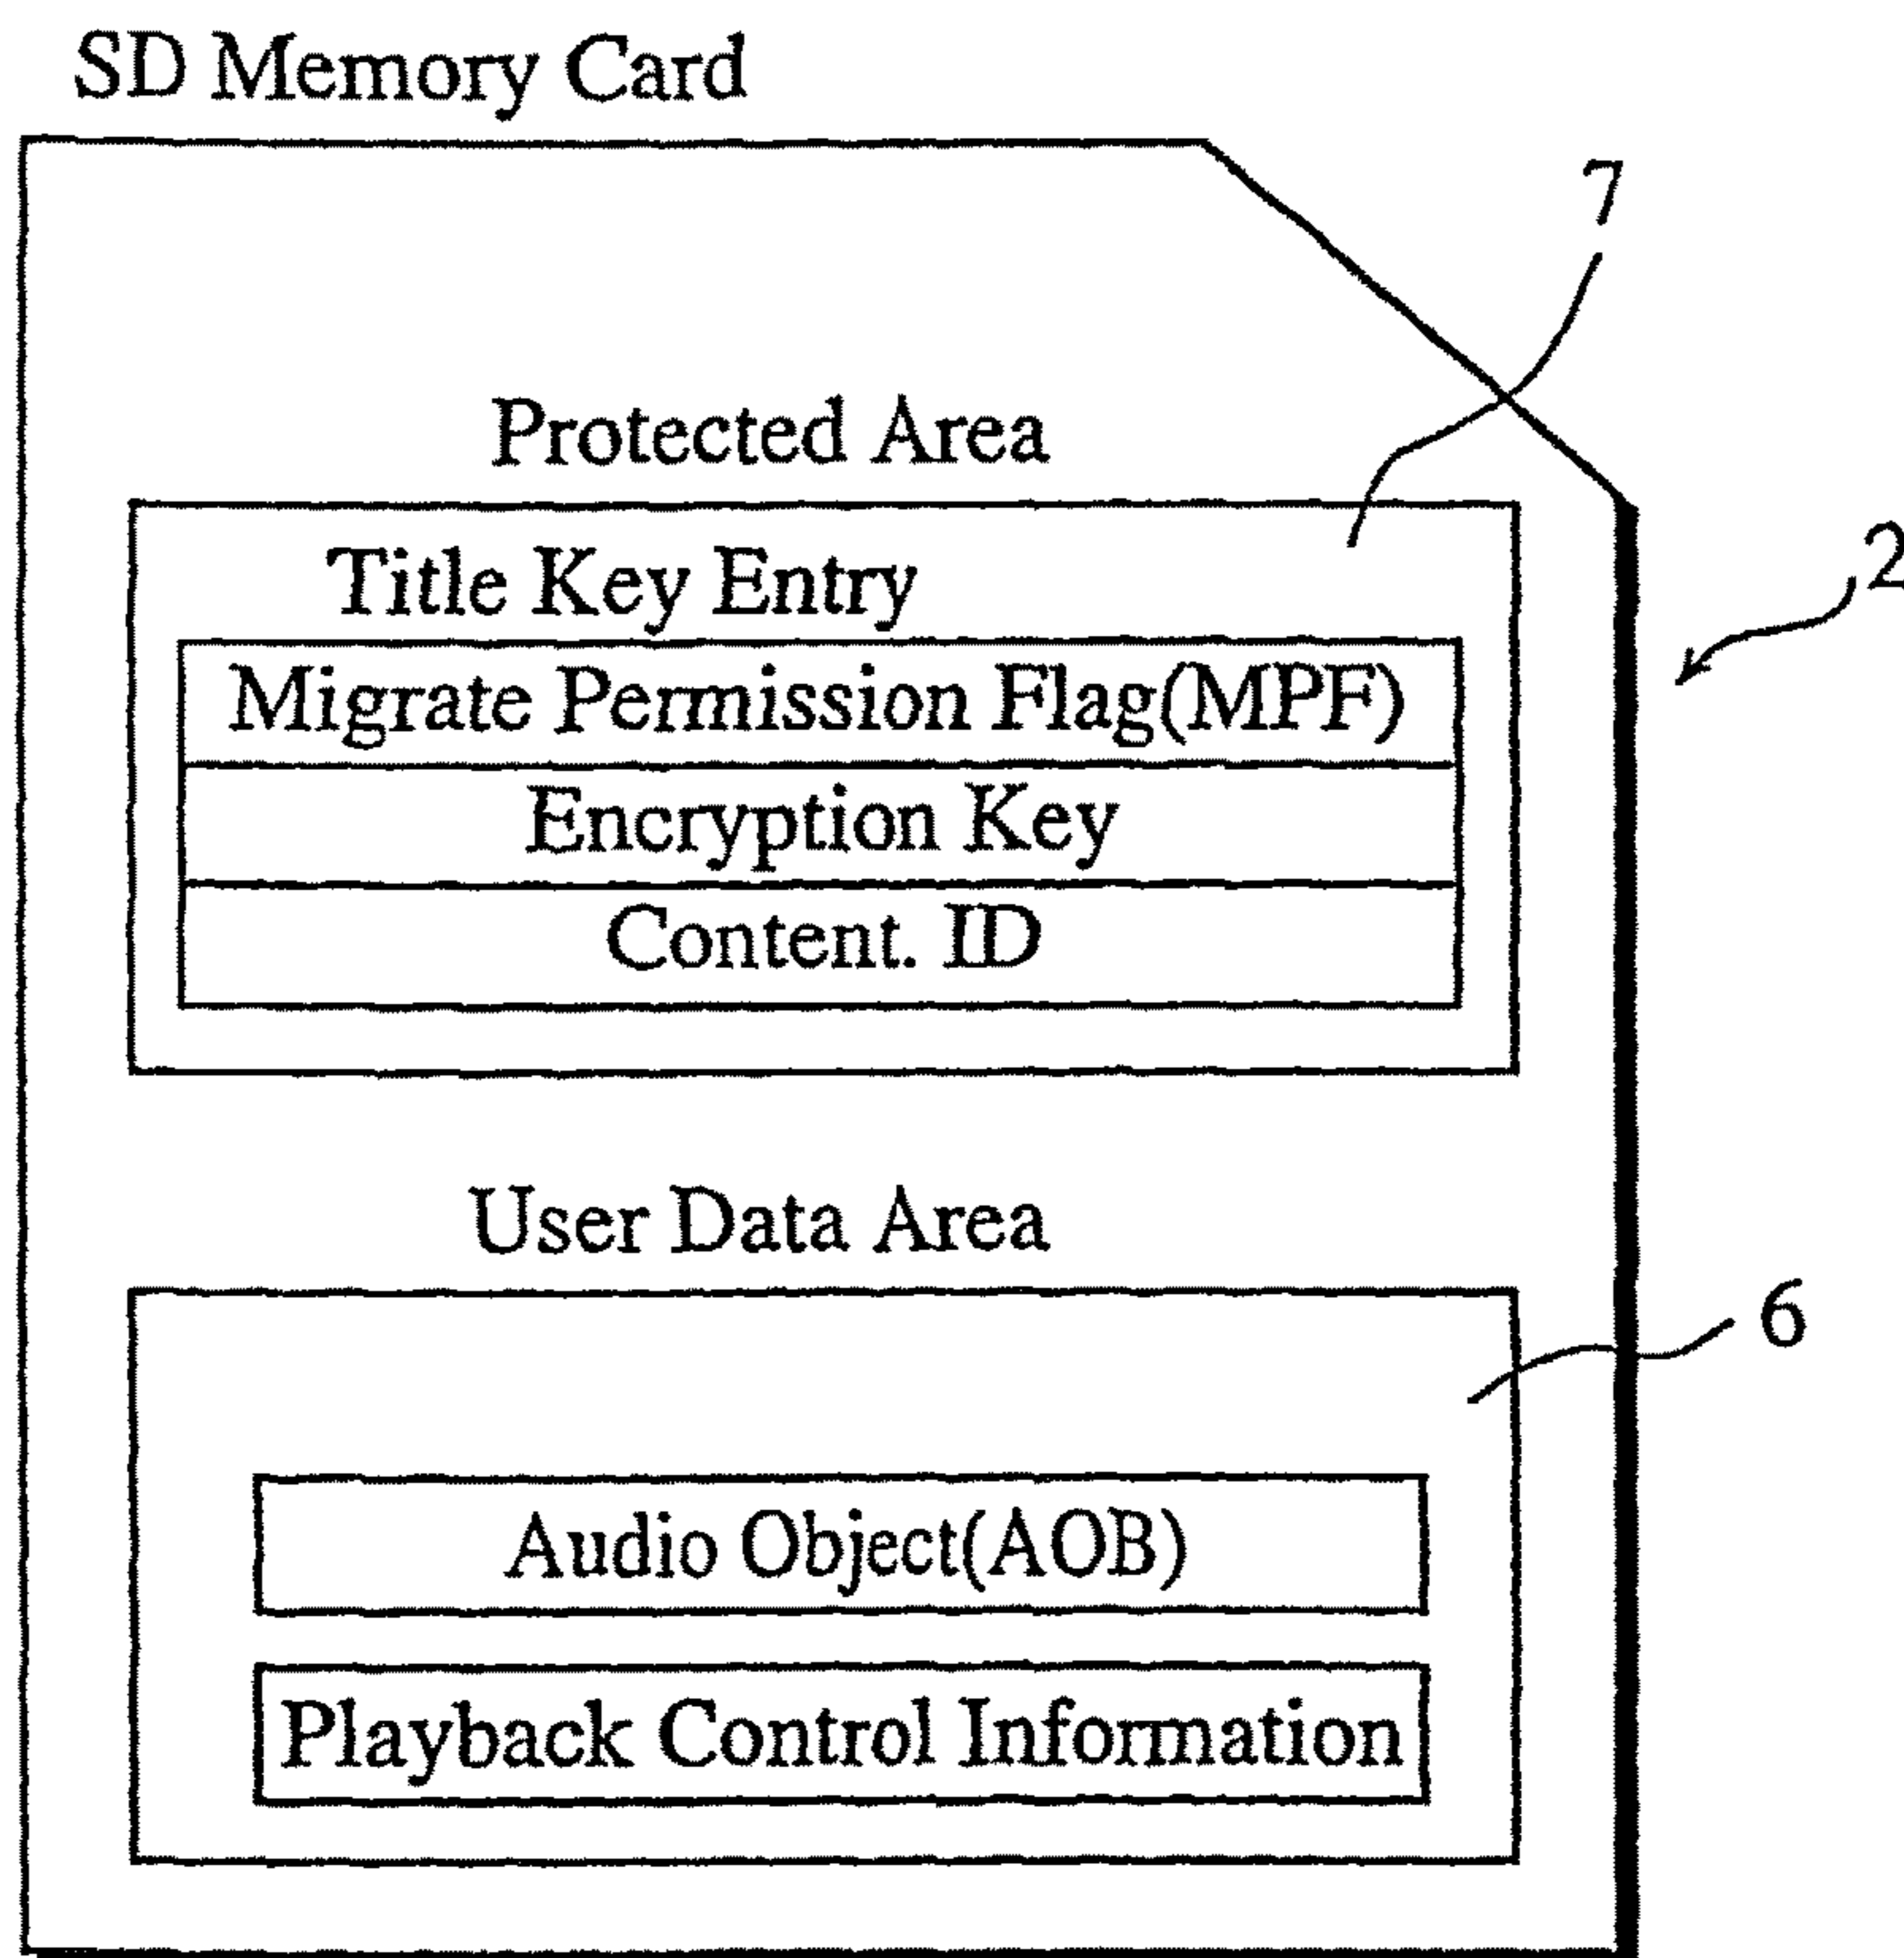 SD Memory Card
7
Protected Area
Title Key Entry
2
Migrate Permission Flag(MPF)
Encryption Key
Content. ID
User Data Area
6
Audio Object(AOB)
Playback Control Information